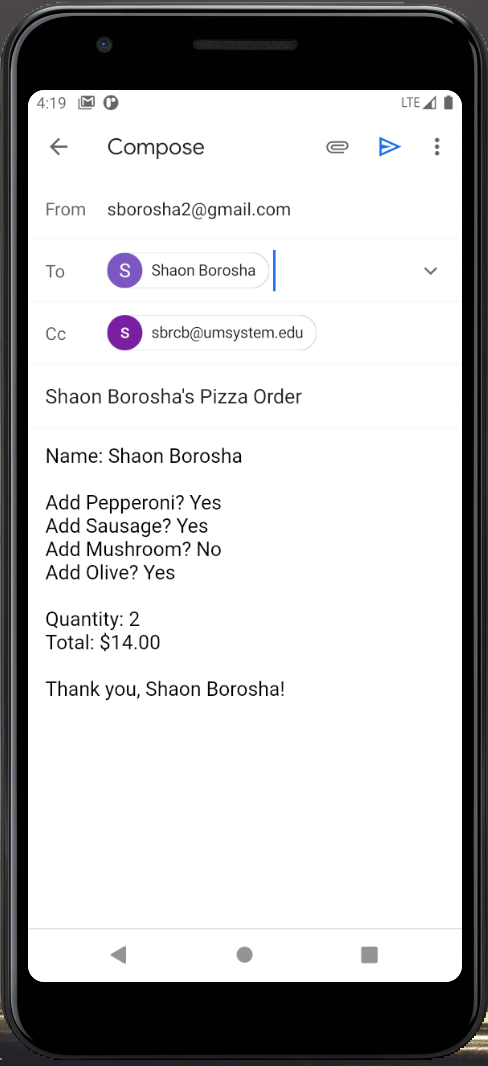 4:19 LTE
Compose
From sborosha2@gmail.com
To S Shaon Borosha
Cc s sbrcb@umsystem.edu
Shaon Borosha's Pizza Order
Name: Shaon Borosha
Add Pepperoni? Yes
Add Sausage? Yes
Add Mushroom? No
Add Olive? Yes
Quantity: 2
Total: $14.00
Thank you, Shaon Borosha!